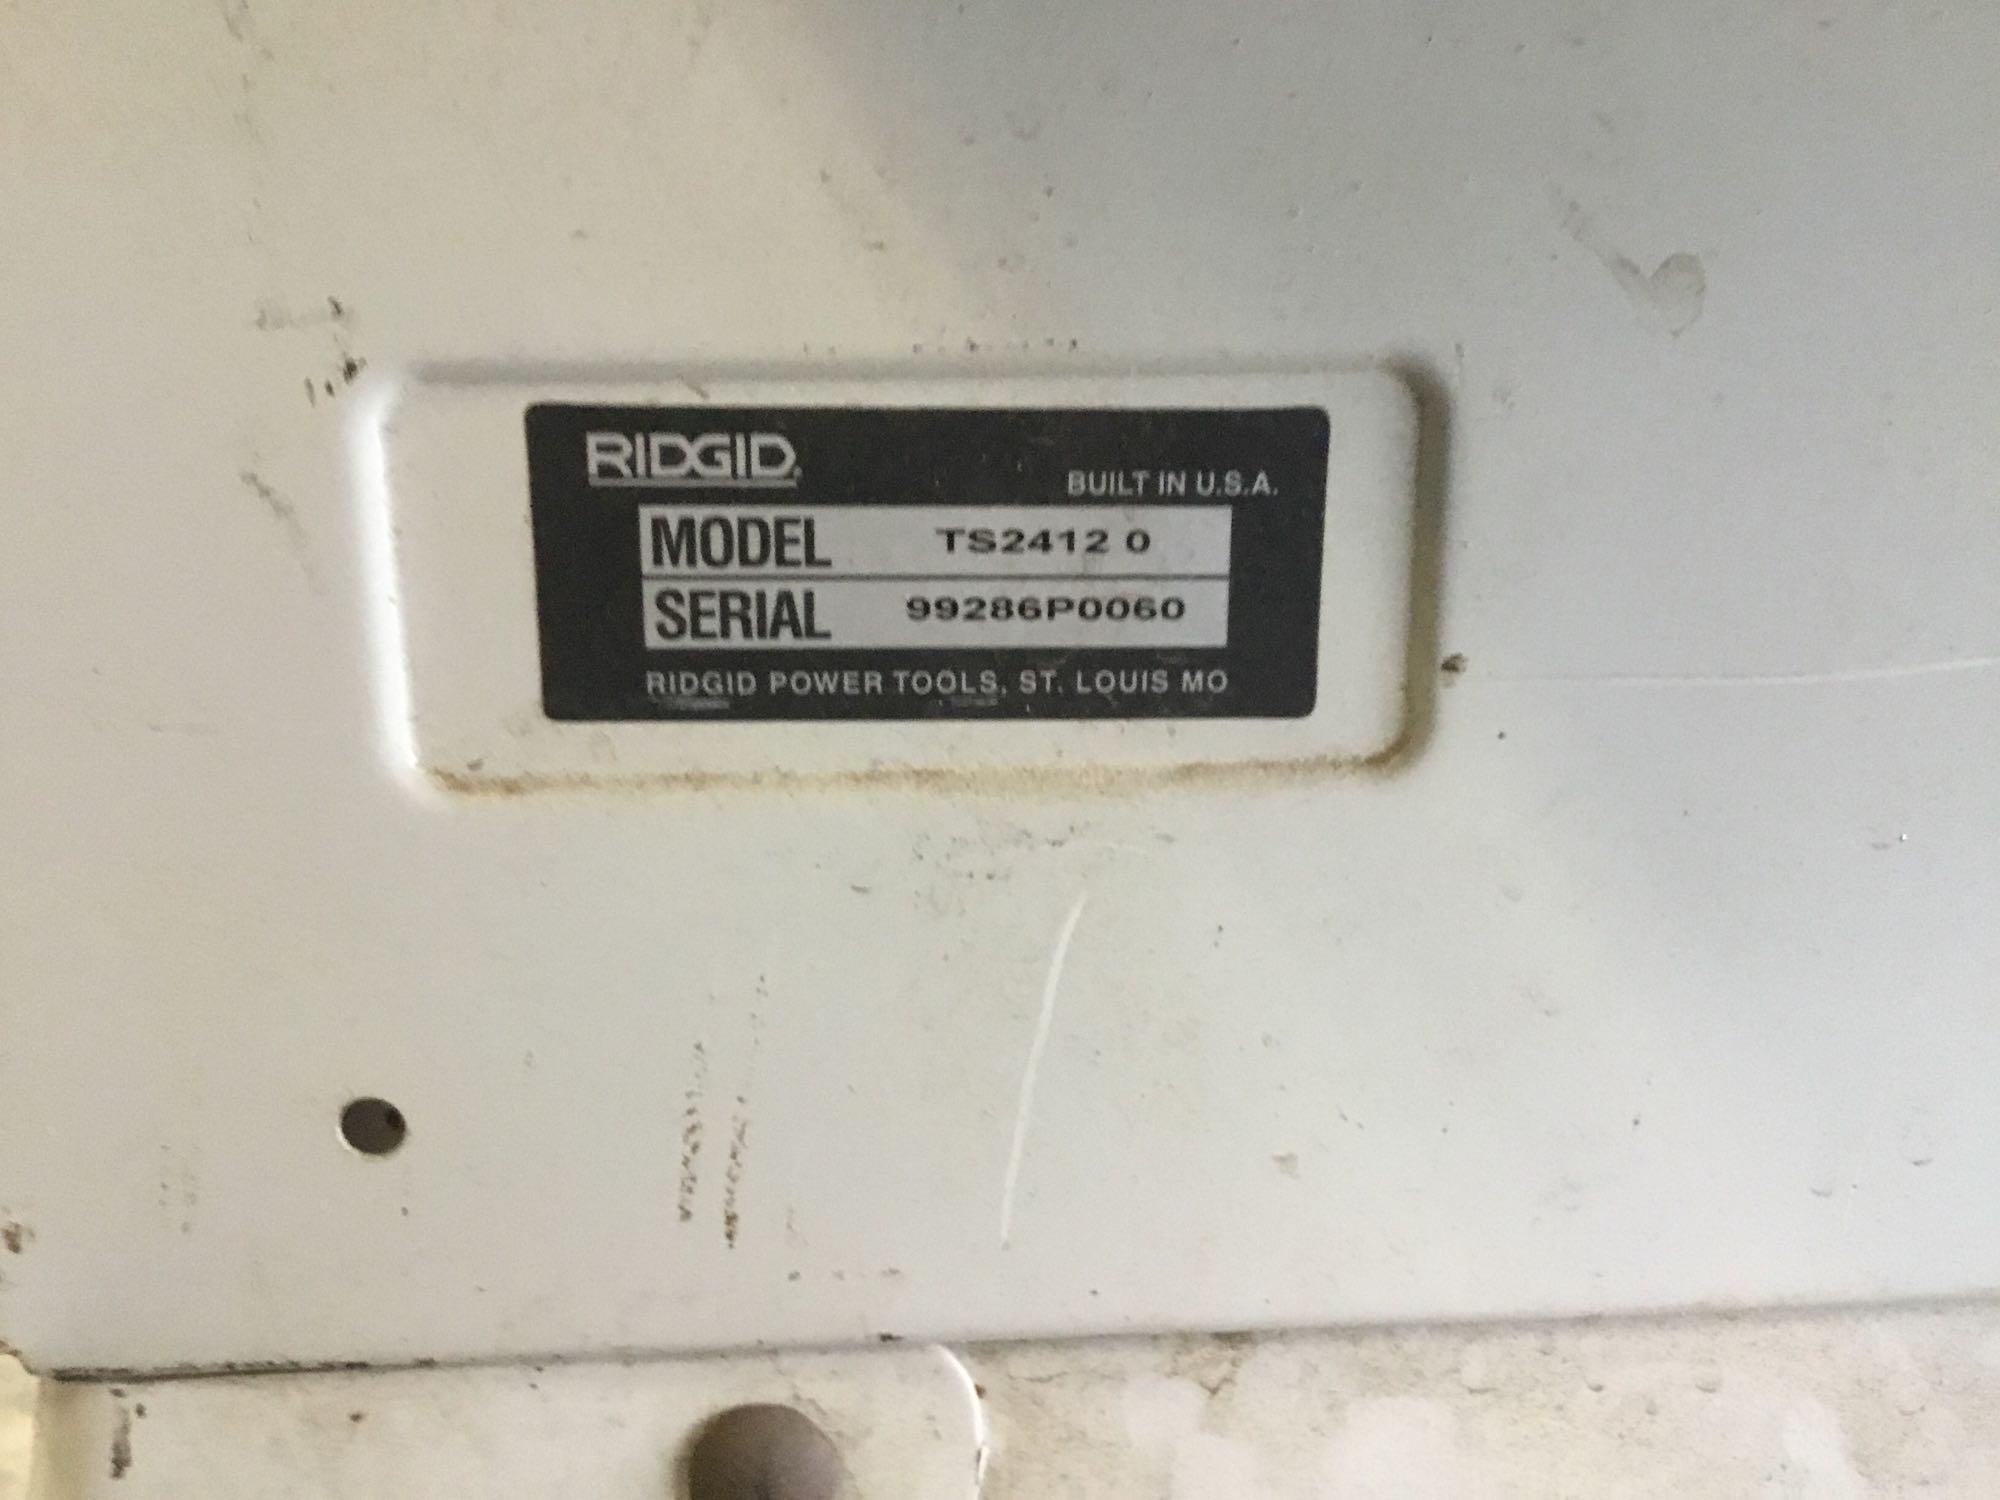 RIDGID
BUILT IN U.S.A.
MODEL TS2412 0
SERIAL 99286P0060
RIDGID POWER TOOLS, ST. LOUIS MO